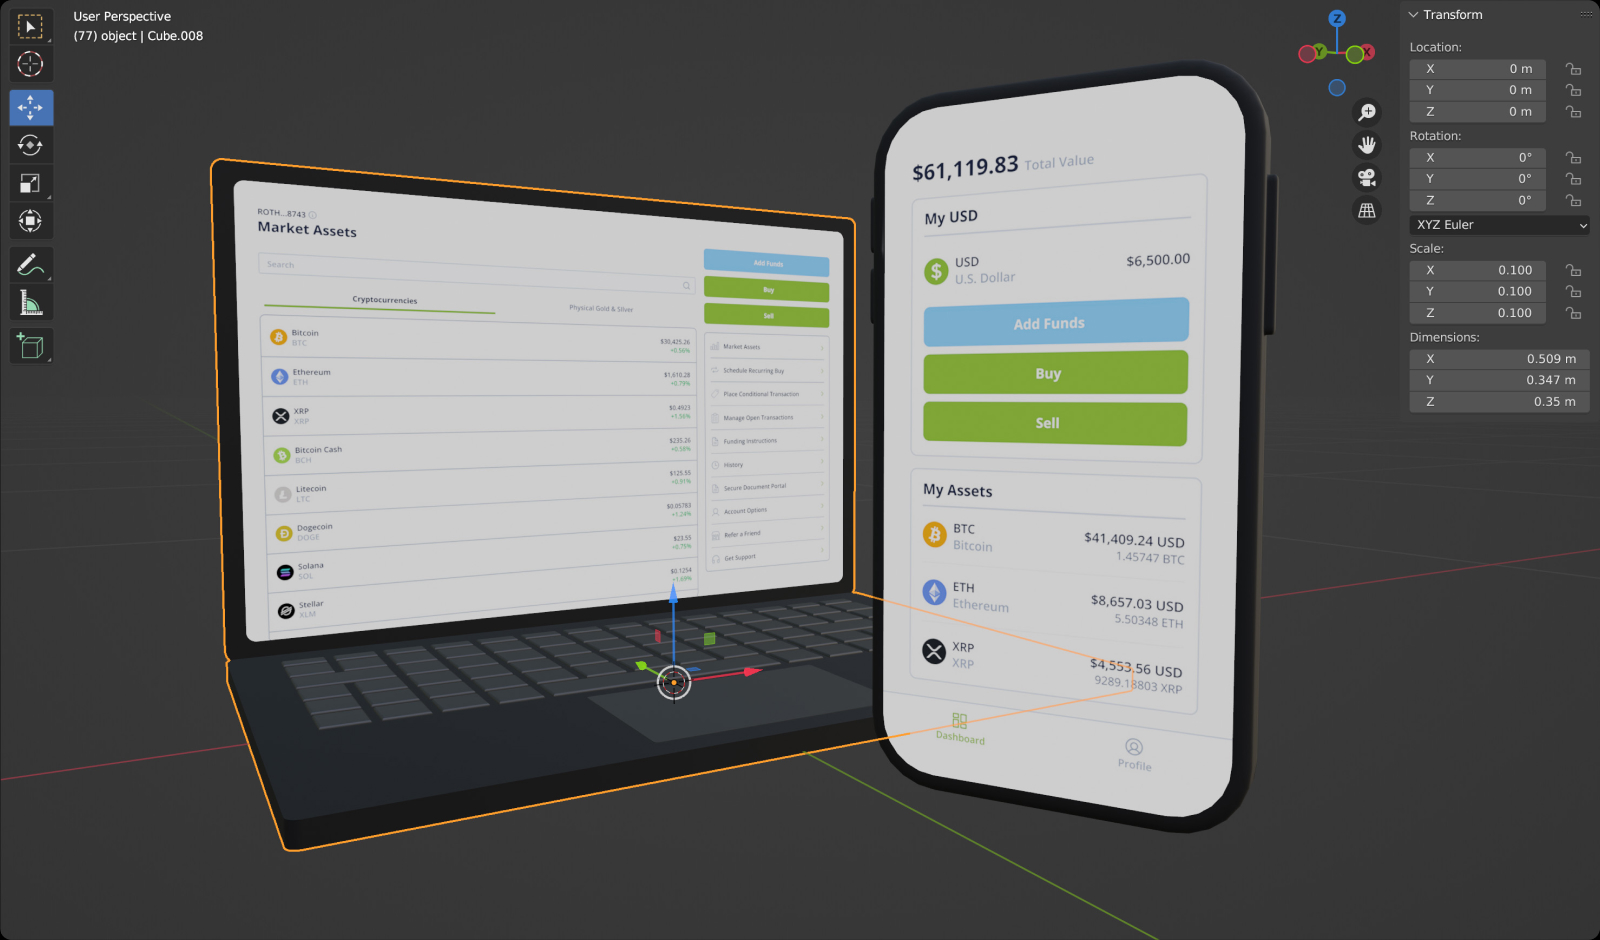 User Perspective
(77) object | Cube.008
ROTH...8743
Market Assets
Search
Cryptocurrencies
Physical Gold & Silver
Bitcoin
BTC
$30,425.26
+0.56%
Ethereum
ETH
$1,610.28
+0.79%
XRP
XRP
$0.4923
+1.56%
Bitcoin Cash
BCH
$235.26
+0.59%
Litecoin
LTC
$125.55
+0.91%
Dogecoin
DOGE
$0.05783
+1.24%
Solana
SOL
$23.55
+0.75%
Stellar
XLM
$0.1254
+1.69%
Add Funds
Buy
Sell
Market Assets
Schedule Recurring Buy
Place Conditional Transaction
Manage Open Transactions
Funding Instructions
History
Secure Document Portal
Account Options
Refer a Friend
Get Support
$61,119.83 Total Value
My USD
USD
U.S. Dollar
$6,500.00
Add Funds
Buy
Sell
My Assets
BTC
Bitcoin
$41,409.24 USD
1.45747 BTC
ETH
Ethereum
$8,657.03 USD
5.50348 ETH
XRP
XRP
$4,553.56 USD
9289.18803 XRP
Dashboard
Profile
Z
Y
X
Transform
Location:
X 0 m
Y 0 m
Z 0 m
Rotation:
X 0°
Y 0°
Z 0°
XYZ Euler
Scale:
X 0.100
Y 0.100
Z 0.100
Dimensions:
X 0.509 m
Y 0.347 m
Z 0.35 m